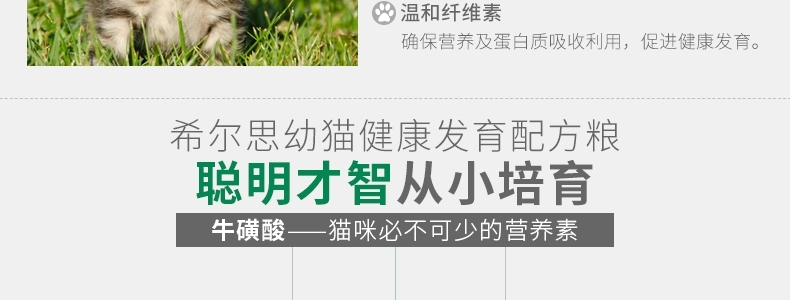 温和纤维素
确保营养及蛋白质吸收利用，促进健康发育。
希尔思幼猫健康发育配方粮
聪明才智从小培育
牛磺酸——猫咪必不可少的营养素